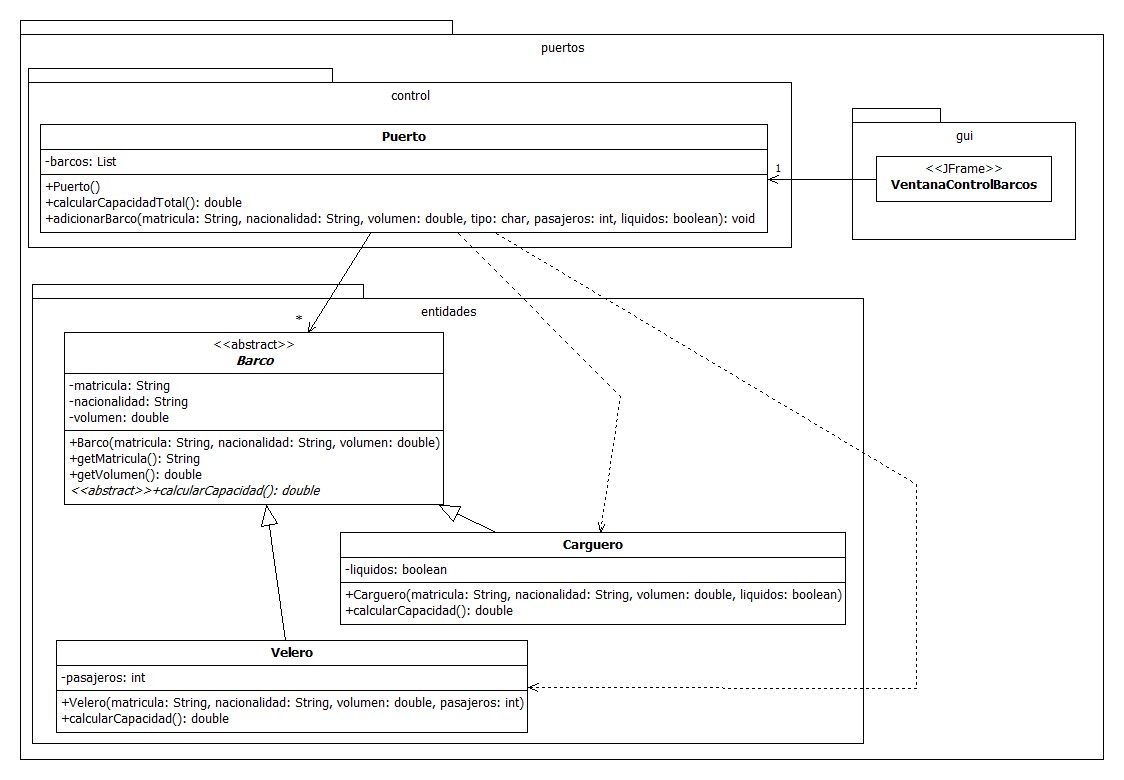 puertos
control
Puerto
-barcos: List
+Puerto()
+calcularCapacidadTotal(): double
+adicionarBarco(matricula: String, nacionalidad: String, volumen: double, tipo: char, pasajeros: int, liquidos: boolean): void
1
gui
<<JFrame>>
VentanaControlBarcos
*
entidades
<<abstract>>
Barco
-matricula: String
-nacionalidad: String
-volumen: double
+Barco(matricula: String, nacionalidad: String, volumen: double)
+getMatricula(): String
+getVolumen(): double
<<abstract>>+calcularCapacidad(): double
Carguero
-liquidos: boolean
+Carguero(matricula: String, nacionalidad: String, volumen: double, liquidos: boolean)
+calcularCapacidad(): double
Velero
-pasajeros: int
+Velero(matricula: String, nacionalidad: String, volumen: double, pasajeros: int)
+calcularCapacidad(): double